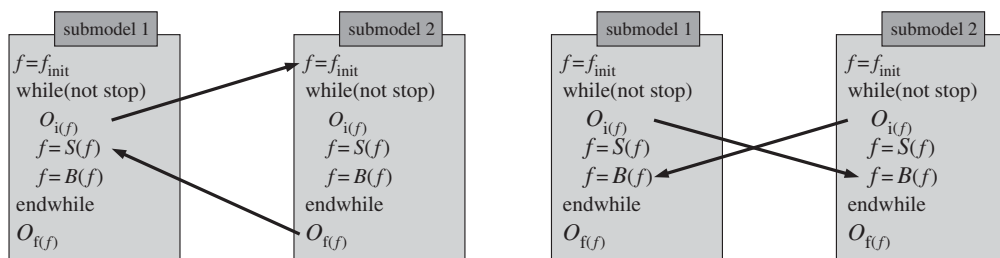 submodel 1
f=f_init
while(not stop)
O_i(f)
f=S(f)
f=B(f)
endwhile
O_f(f)
submodel 2
f=f_init
while(not stop)
O_i(f)
f=S(f)
f=B(f)
endwhile
O_f(f)
submodel 1
f=f_init
while(not stop)
O_i(f)
f=S(f)
f=B(f)
endwhile
O_f(f)
submodel 2
f=f_init
while(not stop)
O_i(f)
f=S(f)
f=B(f)
endwhile
O_f(f)